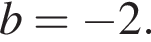 b = −2.